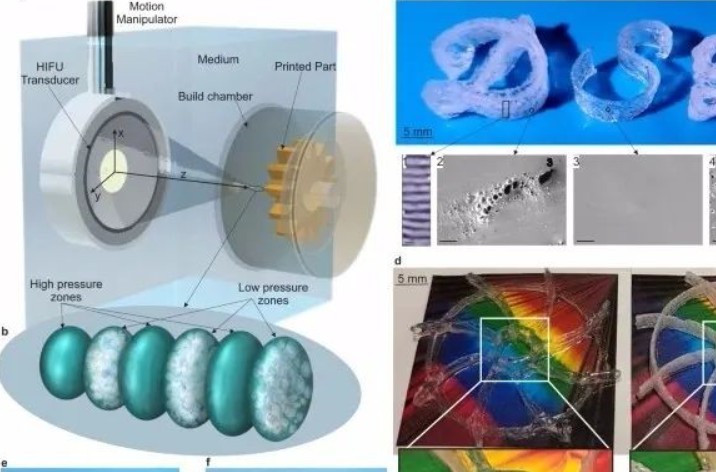 Motion
Manipulator
HIFU
Transducer
Medium
Printed Part
Build chamber
x
z
y
High pressure
zones
Low pressure
zones
b
5 mm
1
2
3
4
d
5 mm
e
f